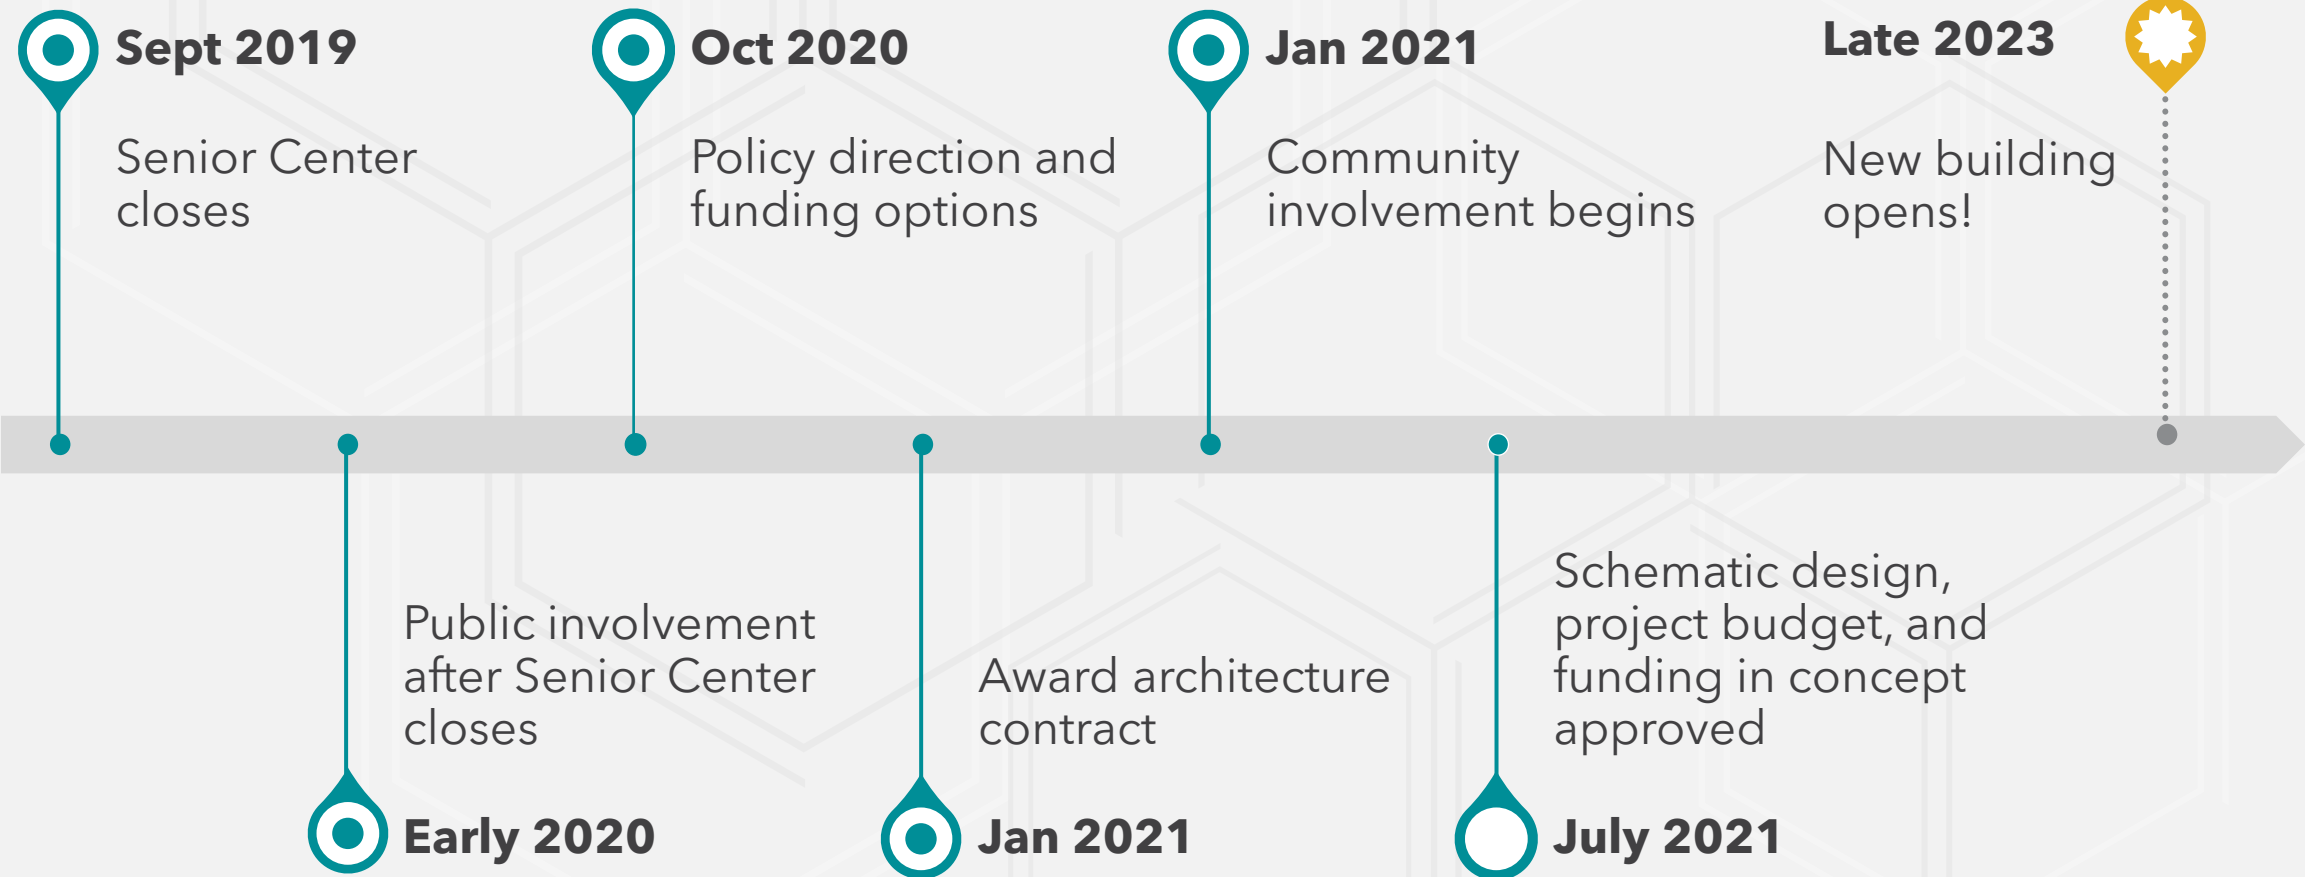 Sept 2019
Senior Center
closes
Early 2020
Public involvement
after Senior Center
closes
Oct 2020
Policy direction and
funding options
Jan 2021
Award architecture
contract
Jan 2021
Community
involvement begins
July 2021
Schematic design,
project budget, and
funding in concept
approved
Late 2023
New building
opens!